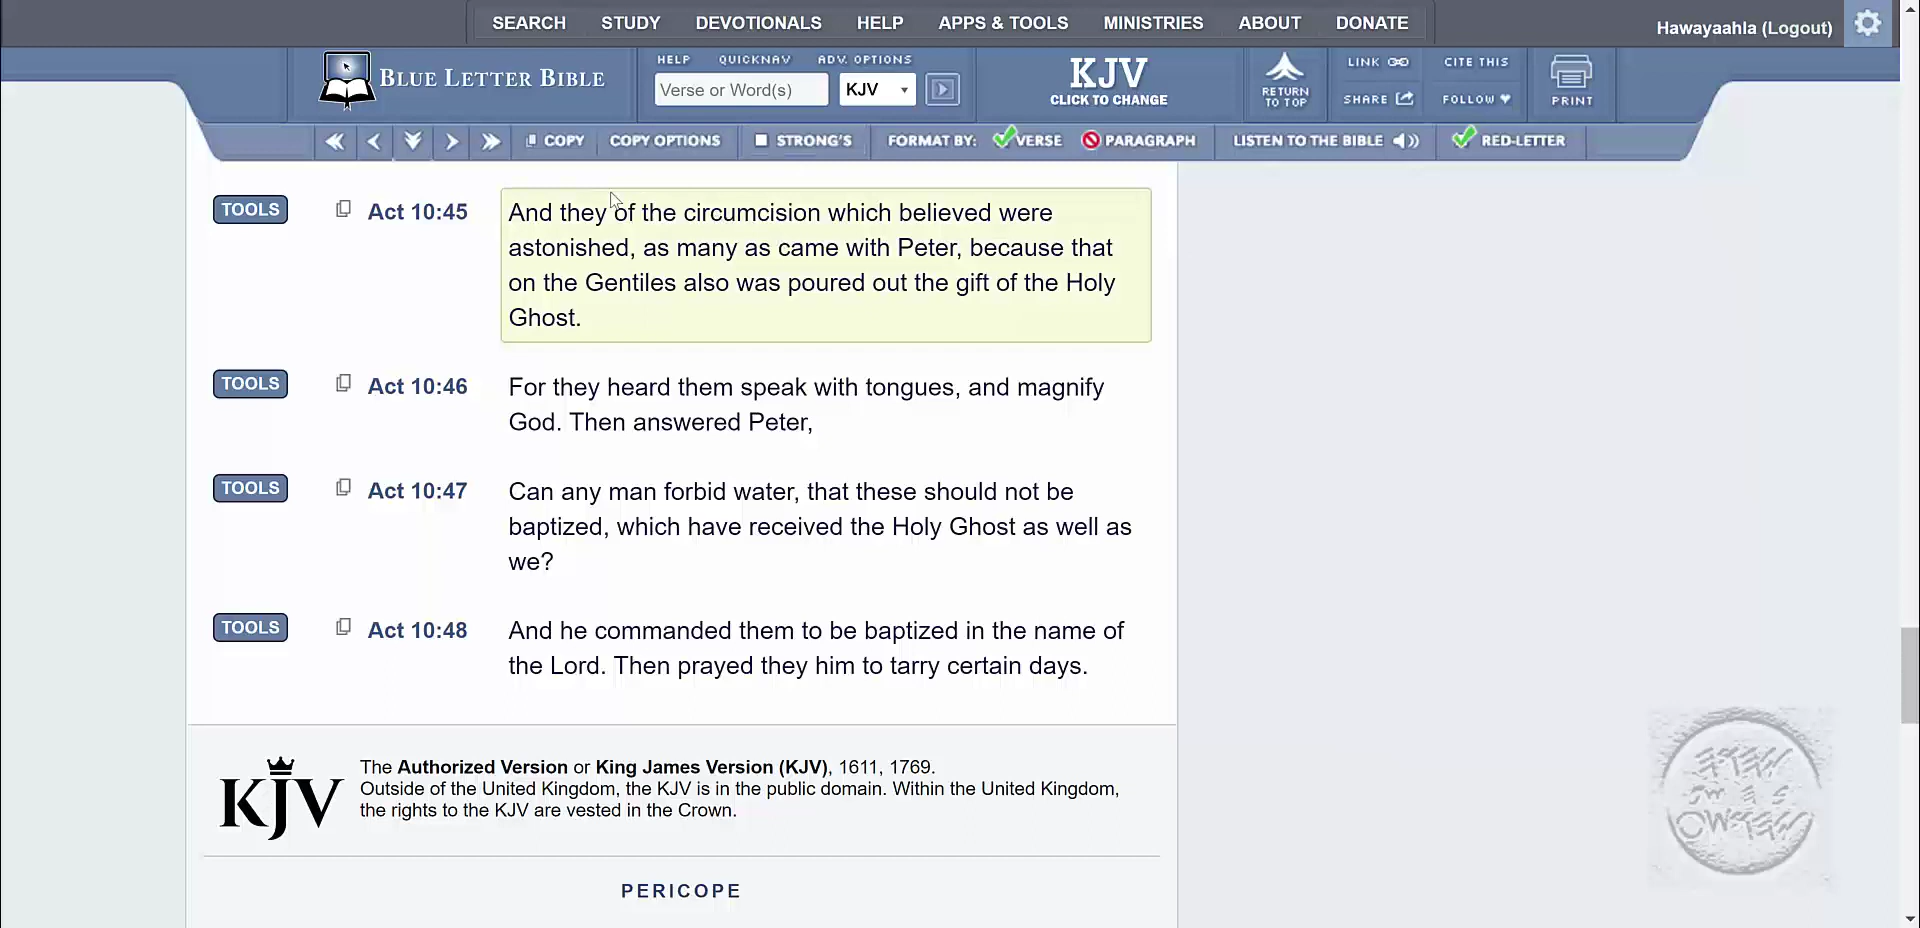 SEARCH STUDY DEVOTIONALS HELP APPS & TOOLS MINISTRIES ABOUT DONATE
Hawayaahla (Logout)
BLUE LETTER BIBLE
HELP QUICKNAV ADV. OPTIONS
Verse or Word(s) KJV
KJV
CLICK TO CHANGE
RETURN
TO TOP
LINK
SHARE
CITE THIS
FOLLOW
PRINT
COPY COPY OPTIONS STRONG'S FORMAT BY: VERSE PARAGRAPH LISTEN TO THE BIBLE RED-LETTER
TOOLS Act 10:45 And they of the circumcision which believed were
astonished, as many as came with Peter, because that
on the Gentiles also was poured out the gift of the Holy
Ghost.
TOOLS Act 10:46 For they heard them speak with tongues, and magnify
God. Then answered Peter,
TOOLS Act 10:47 Can any man forbid water, that these should not be
baptized, which have received the Holy Ghost as well as
we?
TOOLS Act 10:48 And he commanded them to be baptized in the name of
the Lord. Then prayed they him to tarry certain days.
KJV
The Authorized Version or King James Version (KJV), 1611, 1769.
Outside of the United Kingdom, the KJV is in the public domain. Within the United Kingdom,
the rights to the KJV are vested in the Crown.
PERICOPE